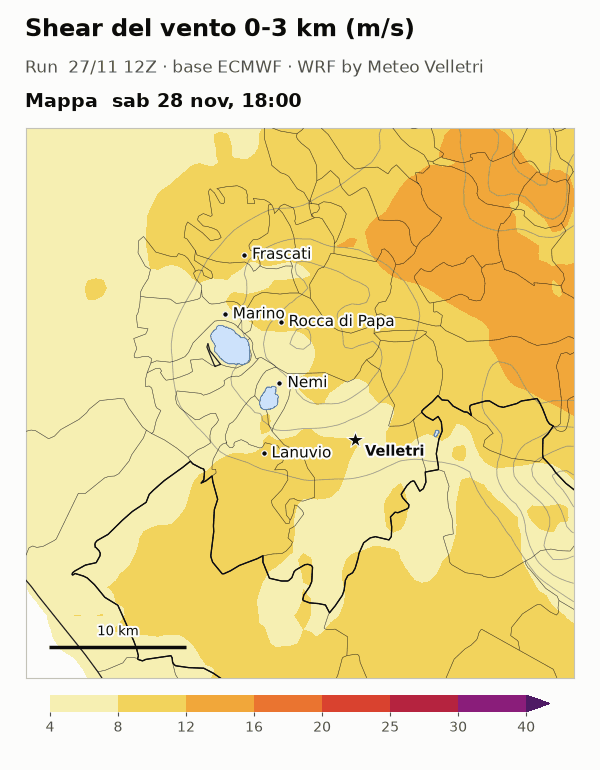 Shear del vento 0-3 km (m/s)
Run  27/11 12Z · base ECMWF · WRF by Meteo Velletri
Mappa  sab 28 nov, 18:00
Frascati
Marino
Rocca di Papa
Nemi
Velletri
Lanuvio
10 km
4 8 12 16 20 25 30 40